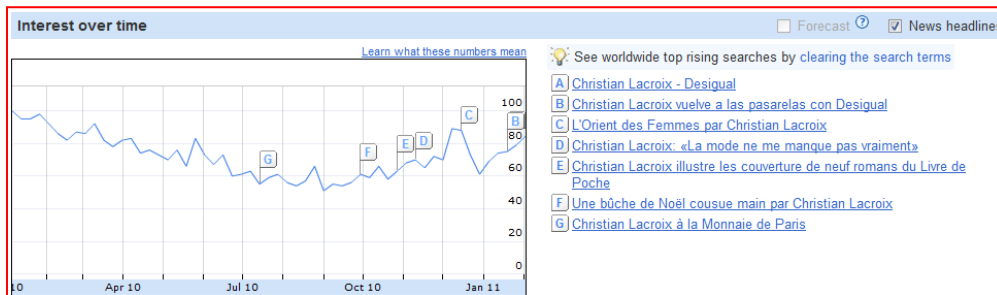 Interest over time
Forecast ?
News headlines
Learn what these numbers mean
See worldwide top rising searches by clearing the search terms
A Christian Lacroix - Desigual
B Christian Lacroix vuelve a las pasarelas con Desigual
C L'Orient des Femmes par Christian Lacroix
D Christian Lacroix: «La mode ne me manque pas vraiment»
E Christian Lacroix illustre les couverture de neuf romans du Livre de
Poche
F Une bûche de Noël cousue main par Christian Lacroix
G Christian Lacroix à la Monnaie de Paris
100
80
60
40
20
0
C
B
E
D
F
G
10 Apr 10 Jul 10 Oct 10 Jan 11